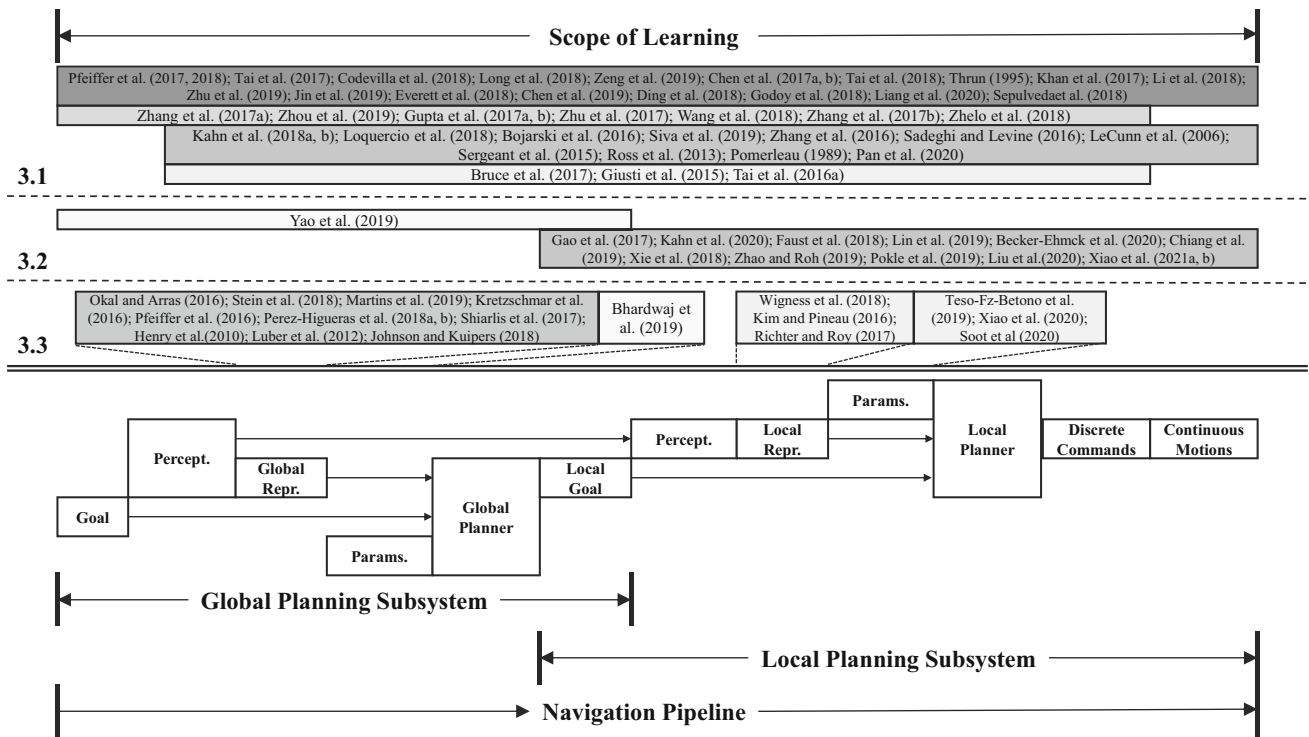 Scope of Learning
Pfeiffer et al. (2017, 2018); Tai et al. (2017); Codevilla et al. (2018); Long et al. (2018); Zeng et al. (2019); Chen et al. (2017a, b); Tai et al. (2018); Thrun (1995); Khan et al. (2017); Li et al. (2018);
Zhu et al. (2019); Jin et al. (2019); Everett et al. (2018); Chen et al. (2019); Ding et al. (2018); Godoy et al. (2018); Liang et al. (2020); Sepulvedaet al. (2018)
Zhang et al. (2017a); Zhou et al. (2019); Gupta et al. (2017a, b); Zhu et al. (2017); Wang et al. (2018); Zhang et al. (2017b); Zhelo et al. (2018)
Kahn et al. (2018a, b); Loquercio et al. (2018); Bojarski et al. (2016); Siva et al. (2019); Zhang et al. (2016); Sadeghi and Levine (2016); LeCunn et al. (2006);
Sergeant et al. (2015); Ross et al. (2013); Pomerleau (1989); Pan et al. (2020)
Bruce et al. (2017); Giusti et al. (2015); Tai et al. (2016a)
3.1
Yao et al. (2019)
Gao et al. (2017); Kahn et al. (2020); Faust et al. (2018); Lin et al. (2019); Becker-Ehmck et al. (2020); Chiang et al.
(2019); Xie et al. (2018); Zhao and Roh (2019); Pokle et al. (2019); Liu et al.(2020); Xiao et al. (2021a, b)
3.2
Okal and Arras (2016); Stein et al. (2018); Martins et al. (2019); Kretzschmar et al.
(2016); Pfeiffer et al. (2016); Perez-Higueras et al. (2018a, b); Shiarlis et al. (2017);
Henry et al.(2010); Luber et al. (2012); Johnson and Kuipers (2018)
Bhardwaj et
al. (2019)
Wigness et al. (2018);
Kim and Pineau (2016);
Richter and Roy (2017)
Teso-Fz-Betono et al.
(2019); Xiao et al. (2020);
Soot et al (2020)
3.3
Params.
Percept.
Percept.
Local
Repr.
Local
Planner
Discrete
Commands
Continuous
Motions
Global
Repr.
Local
Goal
Goal
Global
Planner
Params.
Global Planning Subsystem
Local Planning Subsystem
Navigation Pipeline